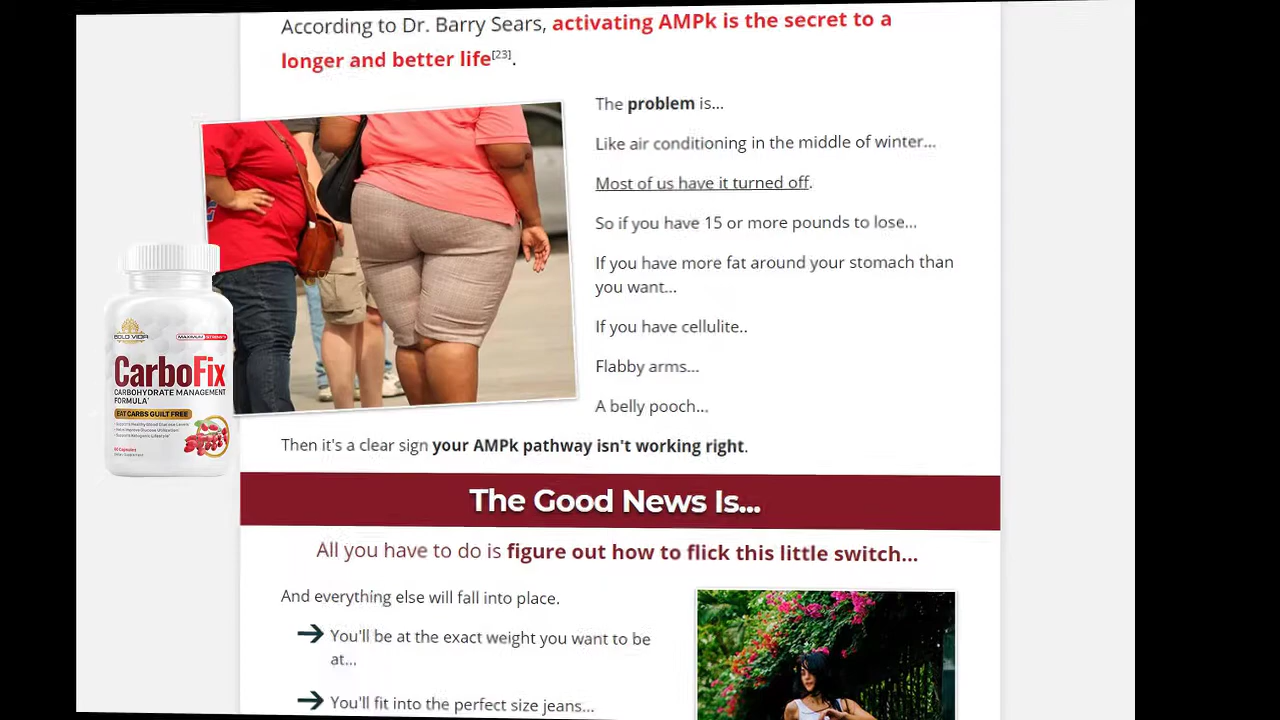 According to Dr. Barry Sears, activating AMPk is the secret to a
longer and better life[23].
The problem is...
Like air conditioning in the middle of winter...
Most of us have it turned off.
So if you have 15 or more pounds to lose...
If you have more fat around your stomach than
you want...
If you have cellulite..
Flabby arms...
A belly pooch...
GOLD VIDA
MAXIMUM STRENGTH
CarboFix
CARBOHYDRATE MANAGEMENT
FORMULA
EAT CARBS GUILT FREE
60 Capsules
Then it's a clear sign your AMPk pathway isn't working right.
The Good News Is...
All you have to do is figure out how to flick this little switch...
And everything else will fall into place.
You'll be at the exact weight you want to be
at...
You'll fit into the perfect size jeans...